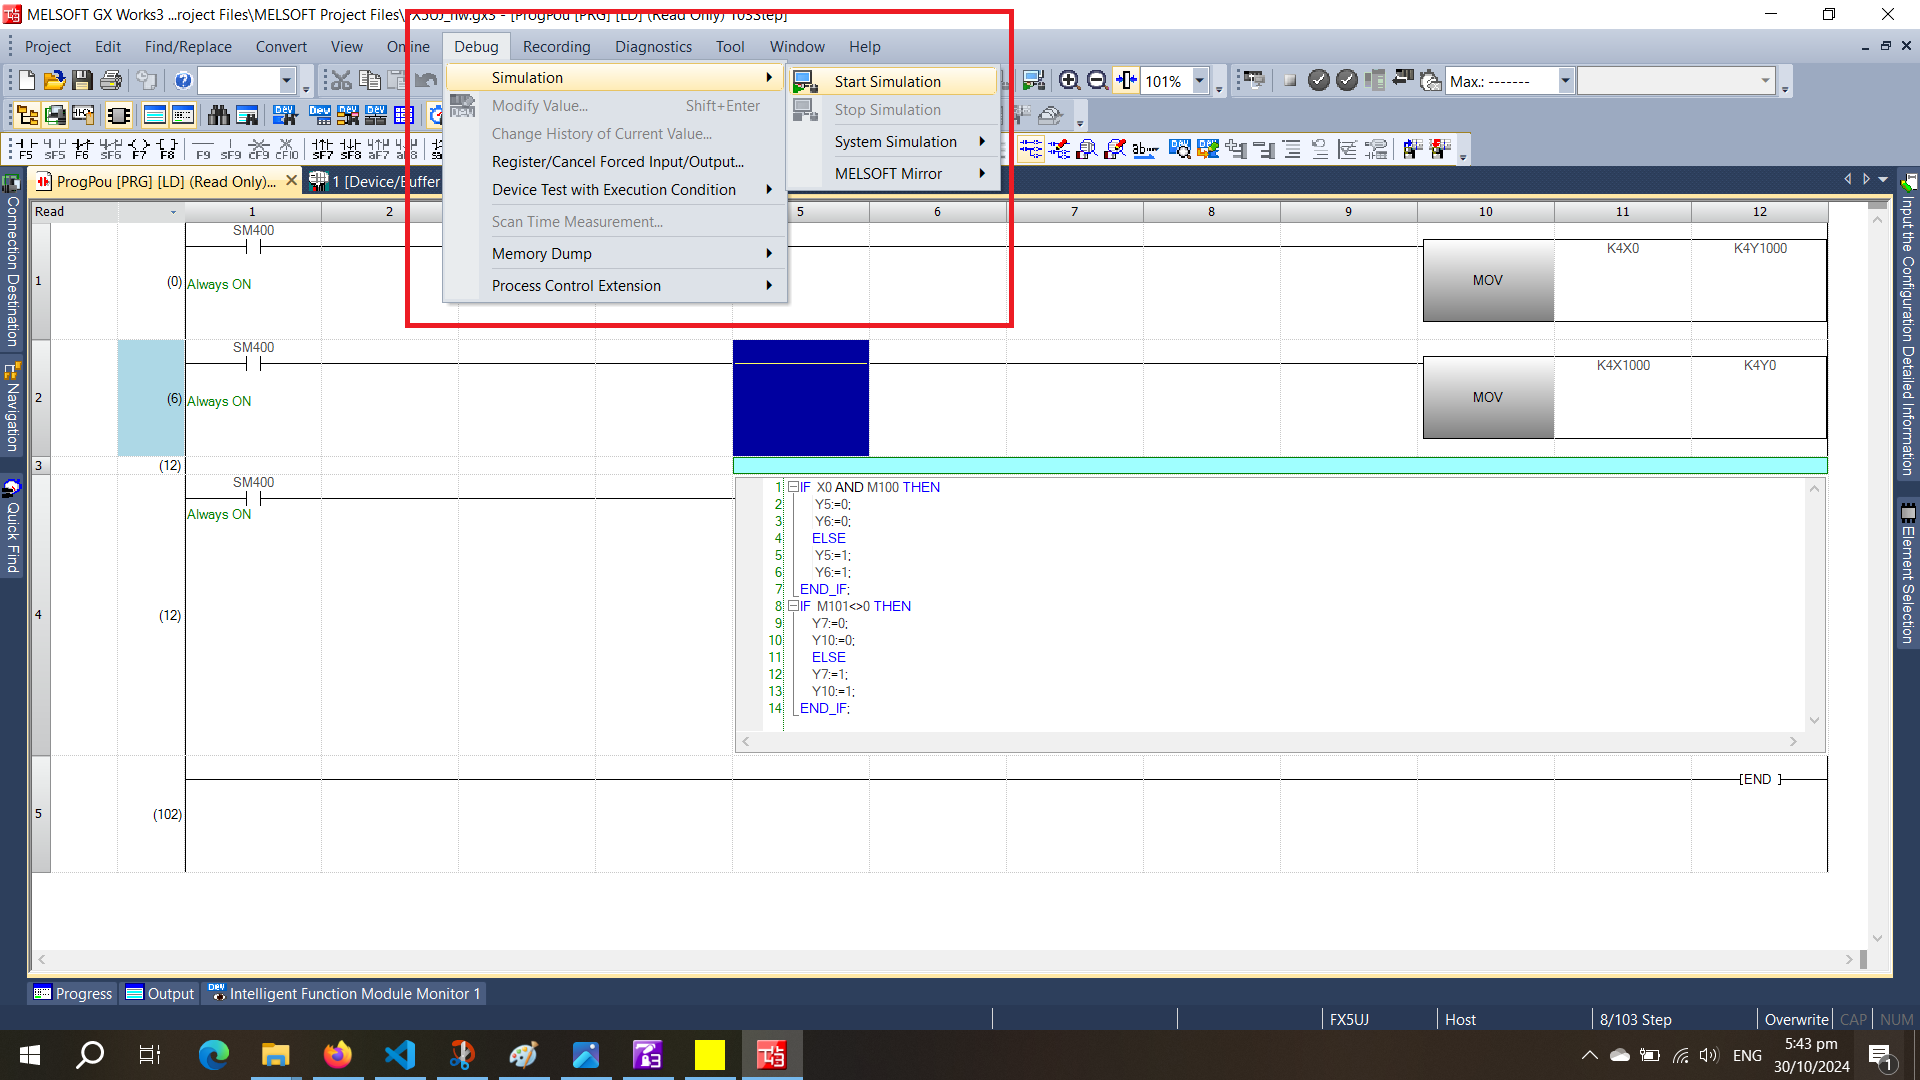 MELSOFT GX Works3 ...roject Files\MELSOFT Project Files\FX5UJ_hw.gx3 - [ProgPou [PRG] [LD] (Read Only) 103Step]
Project Edit Find/Replace Convert View Online Debug Recording Diagnostics Tool Window Help
101% Max.: -------
Simulation
Modify Value... Shift+Enter
Change History of Current Value...
Register/Cancel Forced Input/Output...
Device Test with Execution Condition
Scan Time Measurement...
Memory Dump
Process Control Extension
Start Simulation
Stop Simulation
System Simulation
MELSOFT Mirror
F5 sF5 F6 sF6 F7 F8 F9 sF9 cF9 cF10 sF7 sF8 aF7 aF8
ProgPou [PRG] [LD] (Read Only)... 1 [Device/Buffer
Connection Destination
Navigation
Quick Find
Input the Configuration Detailed Information
Element Selection
Read 1 2 5 6 7 8 9 10 11 12
1 (0) SM400 Always ON MOV K4X0 K4Y1000
2 (6) SM400 Always ON MOV K4X1000 K4Y0
3 (12)
4 (12) SM400 Always ON
1 IF X0 AND M100 THEN
2 Y5:=0;
3 Y6:=0;
4 ELSE
5 Y5:=1;
6 Y6:=1;
7 END_IF;
8 IF M101<>0 THEN
9 Y7:=0;
10 Y10:=0;
11 ELSE
12 Y7:=1;
13 Y10:=1;
14 END_IF;
5 (102) [END ]
Progress Output Intelligent Function Module Monitor 1
FX5UJ Host 8/103 Step Overwrite CAP NUM
ENG 5:43 pm
30/10/2024 1